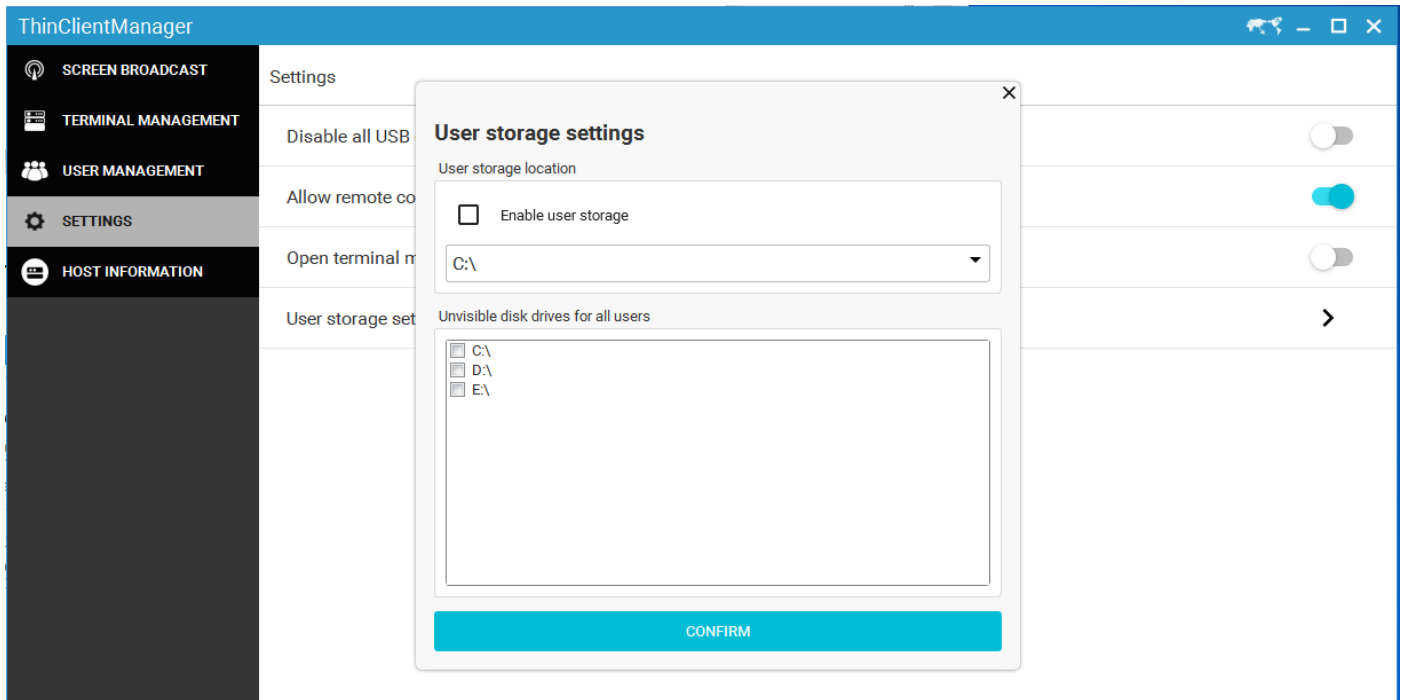 ThinClientManager
SCREEN BROADCAST
TERMINAL MANAGEMENT
USER MANAGEMENT
SETTINGS
HOST INFORMATION
Settings
Disable all USB
Allow remote co
Open terminal m
User storage set
User storage settings
User storage location
Enable user storage
C:\
Unvisible disk drives for all users
C:\
D:\
E:\
CONFIRM